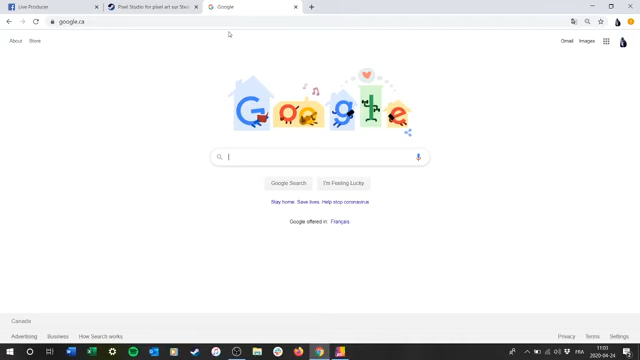 Live Producer
Pixel Studio for pixel art sur Ste
Google
google.ca
About
Store
Gmail
Images
Google
Google Search
I'm Feeling Lucky
Stay home. Save lives. Help stop coronavirus
Google offered in: Français
Canada
Advertising
Business
How Search works
Privacy
Terms
Settings
FRA
11:03
2020-04-24